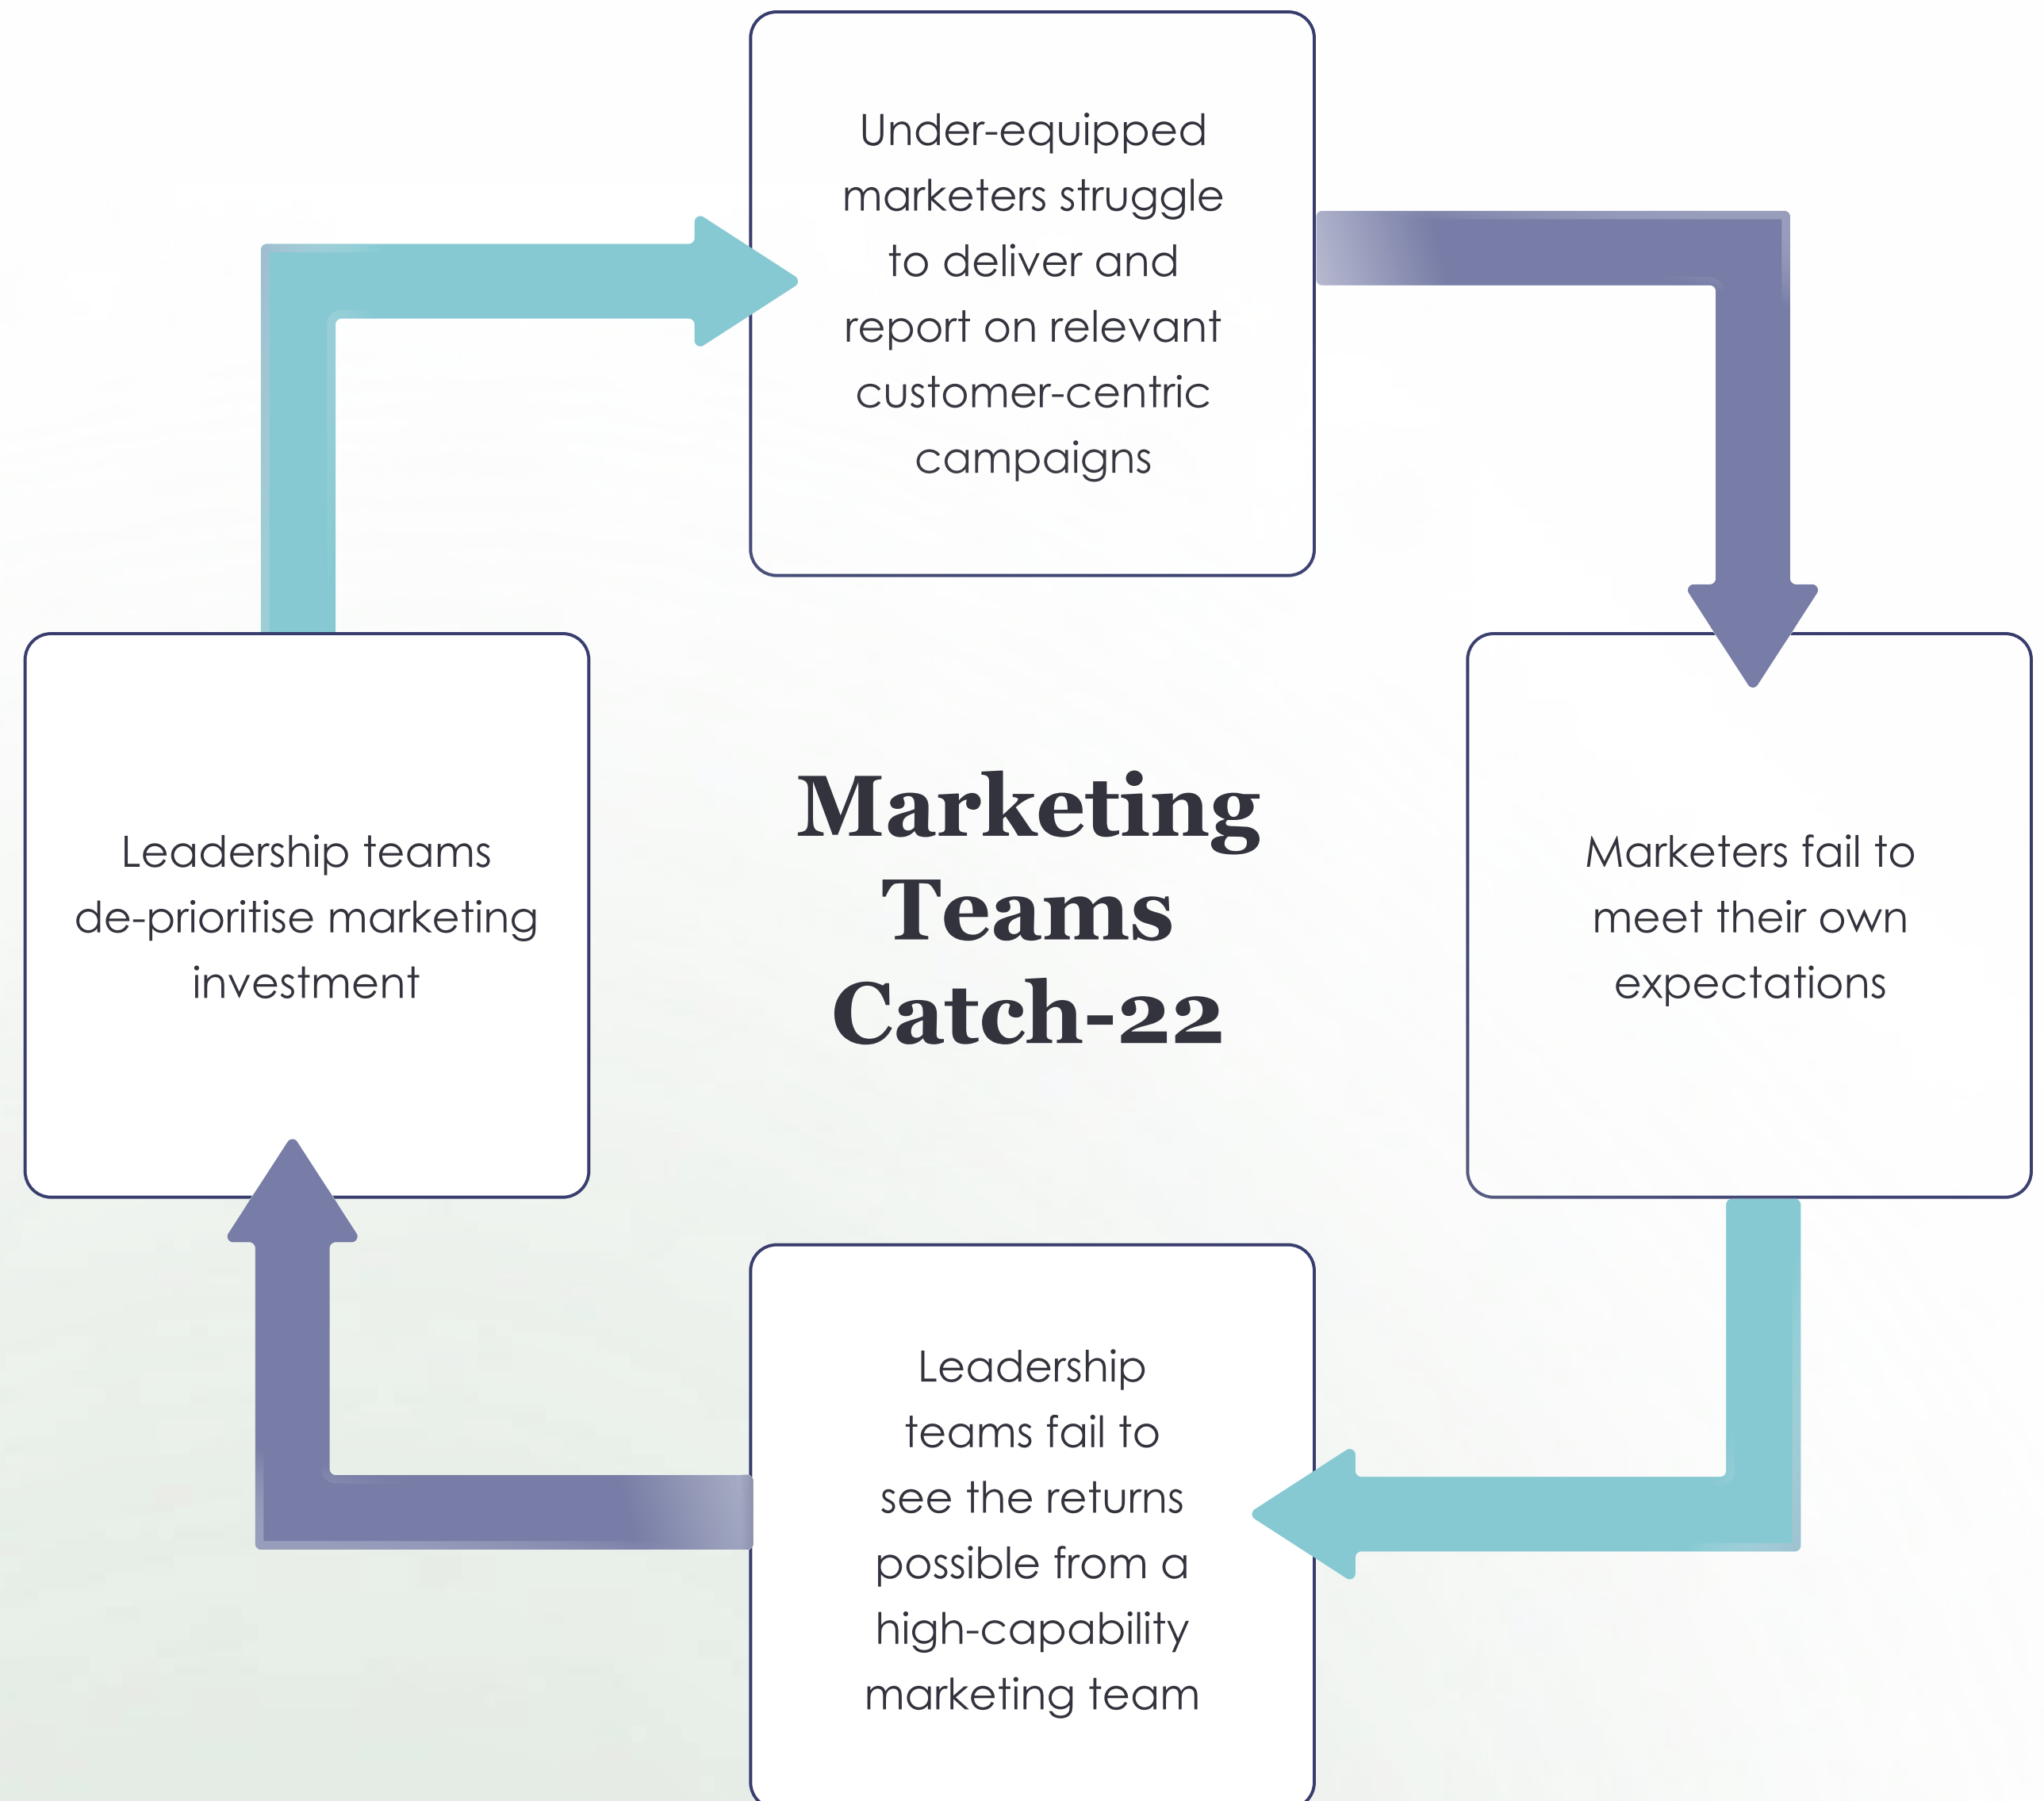 Under-equipped
marketers struggle
to deliver and
report on relevant
customer-centric
campaigns
Leadership teams
de-prioritise marketing
investment
Marketing
Teams
Catch-22
Marketers fail to
meet their own
expectations
Leadership
teams fail to
see the returns
possible from a
high-capability
marketing team